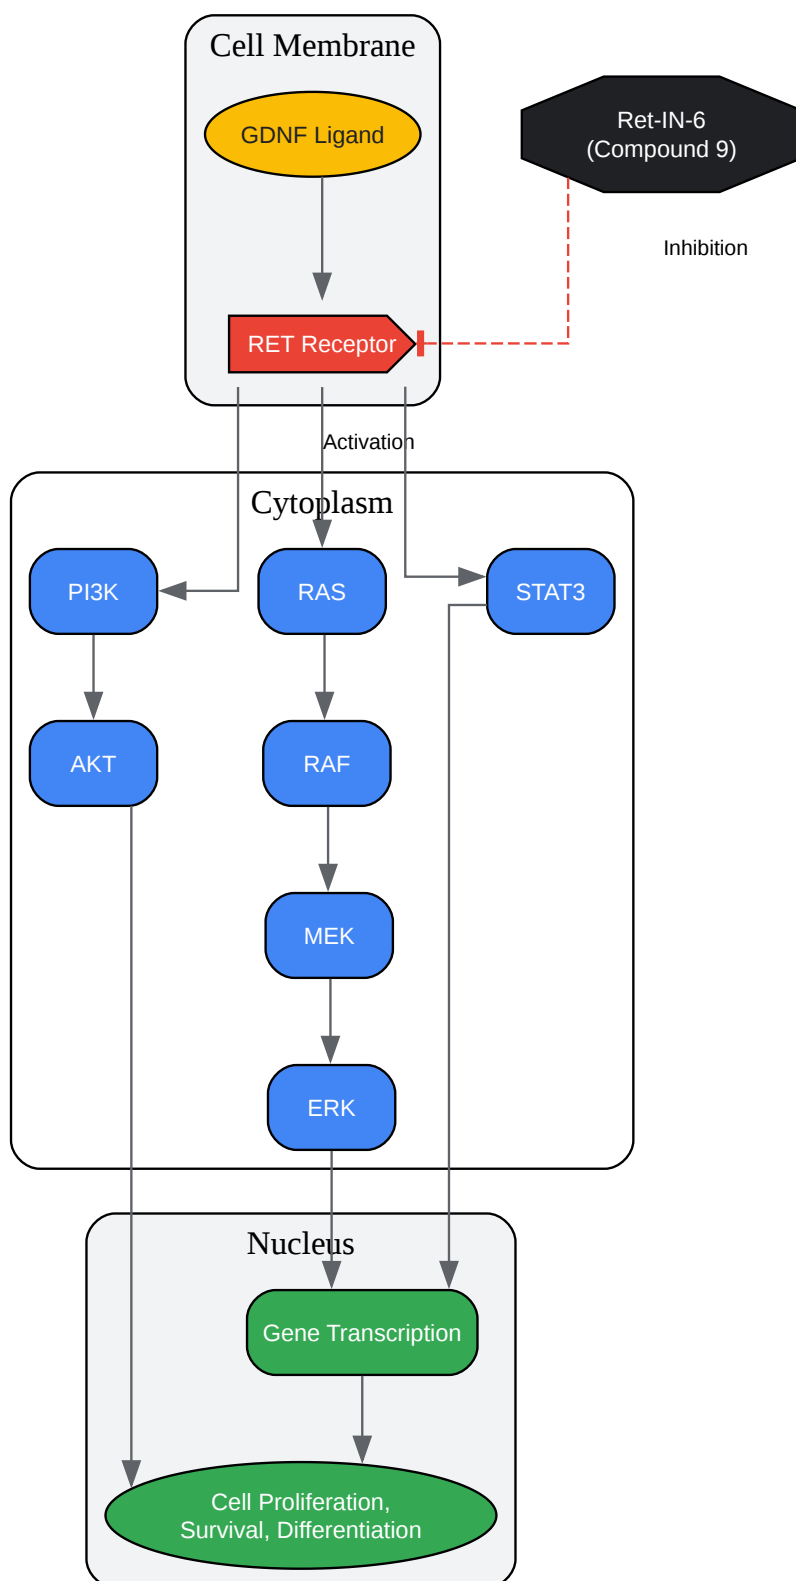 Cell Membrane
GDNF Ligand
Ret-IN-6
(Compound 9)
Inhibition
RET Receptor
Activation
Cytoplasm
PI3K
RAS
STAT3
AKT
RAF
MEK
ERK
Nucleus
Gene Transcription
Cell Proliferation,
Survival, Differentiation